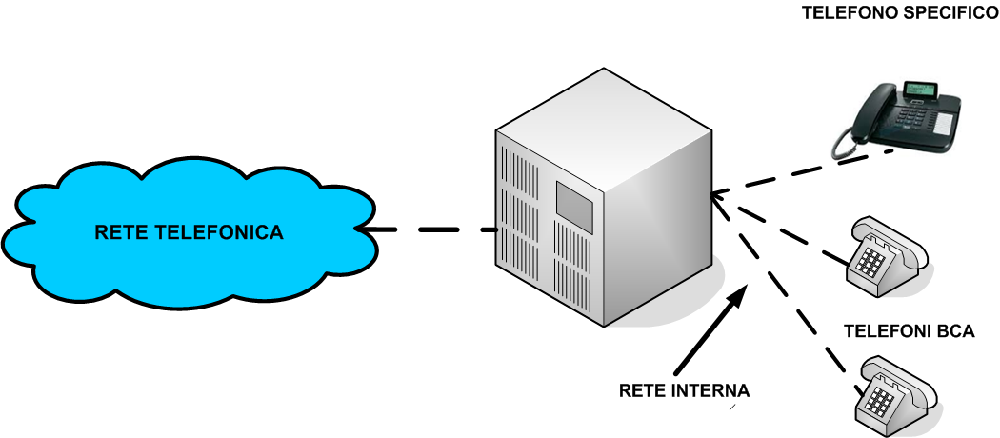 TELEFONO SPECIFICO
RETE TELEFONICA
TELEFONI BCA
RETE INTERNA